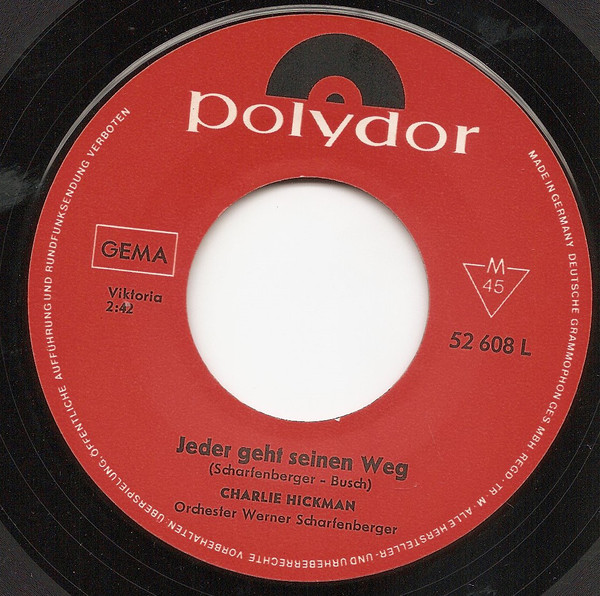 polydor
GEMA
Viktoria
2:42
M
45
52 608 L
Jeder geht seinen Weg
(Scharfenberger - Busch)
CHARLIE HICKMAN
Orchester Werner Scharfenberger
MADE IN GERMANY DEUTSCHE GRAMMOPHON GES MBH REGD.-TR.-M. ALLE HERSTELLER- UND URHEBERRECHTE VORBEHALTEN ÜBERSPIELUNG, ÖFFENTLICHE AUFFÜHRUNG UND RUNDFUNKSENDUNG VERBOTEN